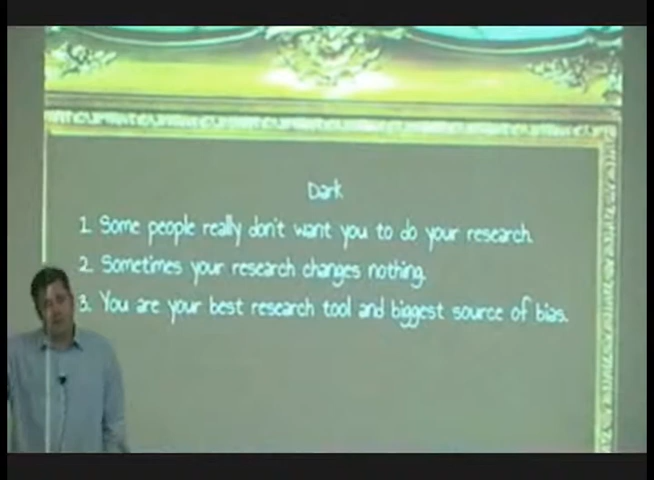 Dark
1. Some people really don't want you to do your research.
2. Sometimes your research changes nothing.
3. You are your best research tool and biggest source of bias.